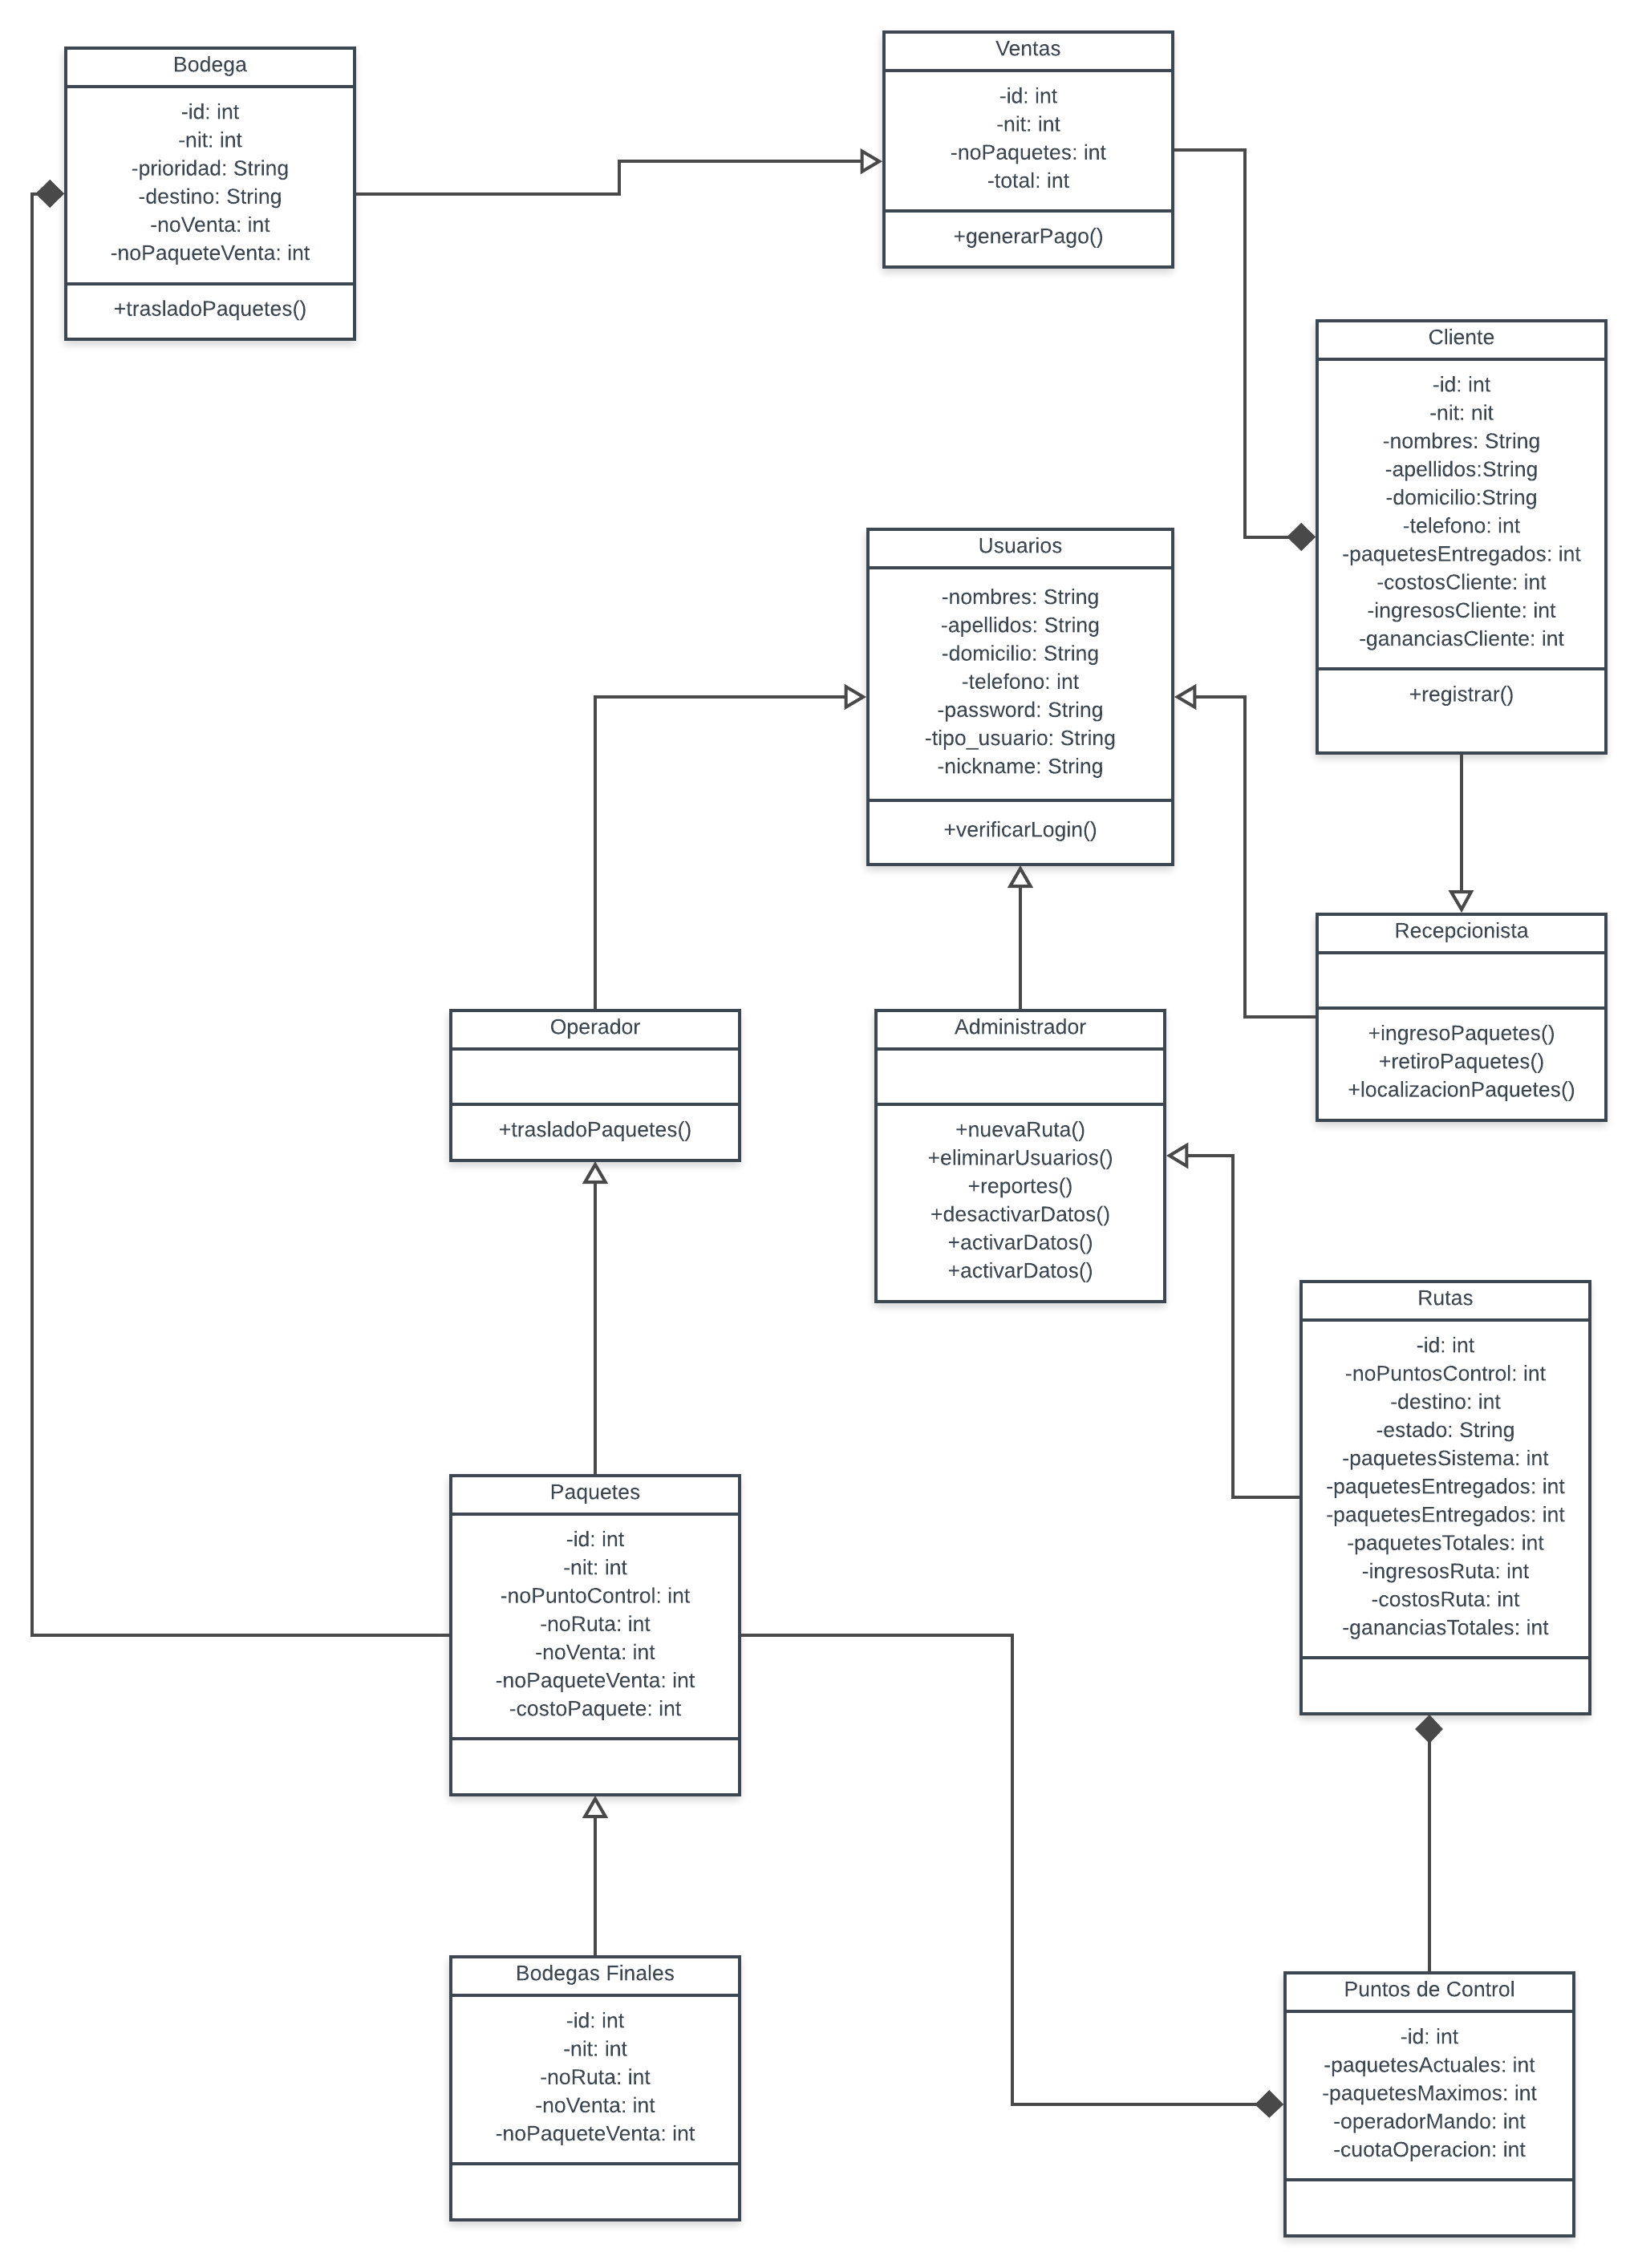 Bodega
-id: int
-nit: int
-prioridad: String
-destino: String
-noVenta: int
-noPaqueteVenta: int
+trasladoPaquetes()
Ventas
-id: int
-nit: int
-noPaquetes: int
-total: int
+generarPago()
Cliente
-id: int
-nit: nit
-nombres: String
-apellidos:String
-domicilio:String
-telefono: int
-paquetesEntregados: int
-costosCliente: int
-ingresosCliente: int
-gananciasCliente: int
+registrar()
Usuarios
-nombres: String
-apellidos: String
-domicilio: String
-telefono: int
-password: String
-tipo_usuario: String
-nickname: String
+verificarLogin()
Recepcionista
+ingresoPaquetes()
+retiroPaquetes()
+localizacionPaquetes()
Operador
+trasladoPaquetes()
Administrador
+nuevaRuta()
+eliminarUsuarios()
+reportes()
+desactivarDatos()
+activarDatos()
+activarDatos()
Rutas
-id: int
-noPuntosControl: int
-destino: int
-estado: String
-paquetesSistema: int
-paquetesEntregados: int
-paquetesEntregados: int
-paquetesTotales: int
-ingresosRuta: int
-costosRuta: int
-gananciasTotales: int
Paquetes
-id: int
-nit: int
-noPuntoControl: int
-noRuta: int
-noVenta: int
-noPaqueteVenta: int
-costoPaquete: int
Bodegas Finales
-id: int
-nit: int
-noRuta: int
-noVenta: int
-noPaqueteVenta: int
Puntos de Control
-id: int
-paquetesActuales: int
-paquetesMaximos: int
-operadorMando: int
-cuotaOperacion: int